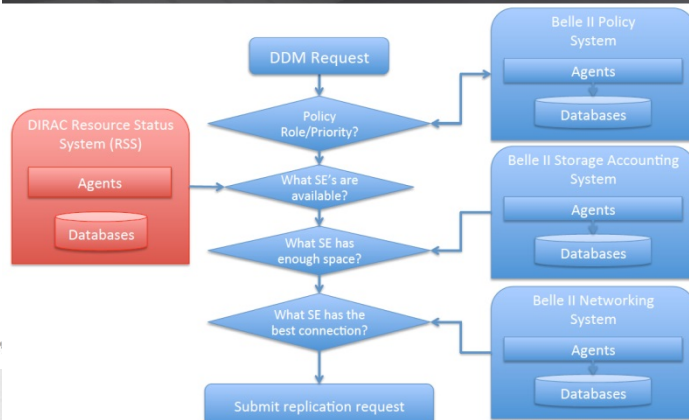 DDM Request
Policy
Role/Priority?
What SE's are
available?
What SE has
enough space?
What SE has the
best connection?
Submit replication request
DIRAC Resource Status
System (RSS)
Agents
Databases
Belle II Policy
System
Agents
Databases
Belle II Storage Accounting
System
Agents
Databases
Belle II Networking
System
Agents
Databases